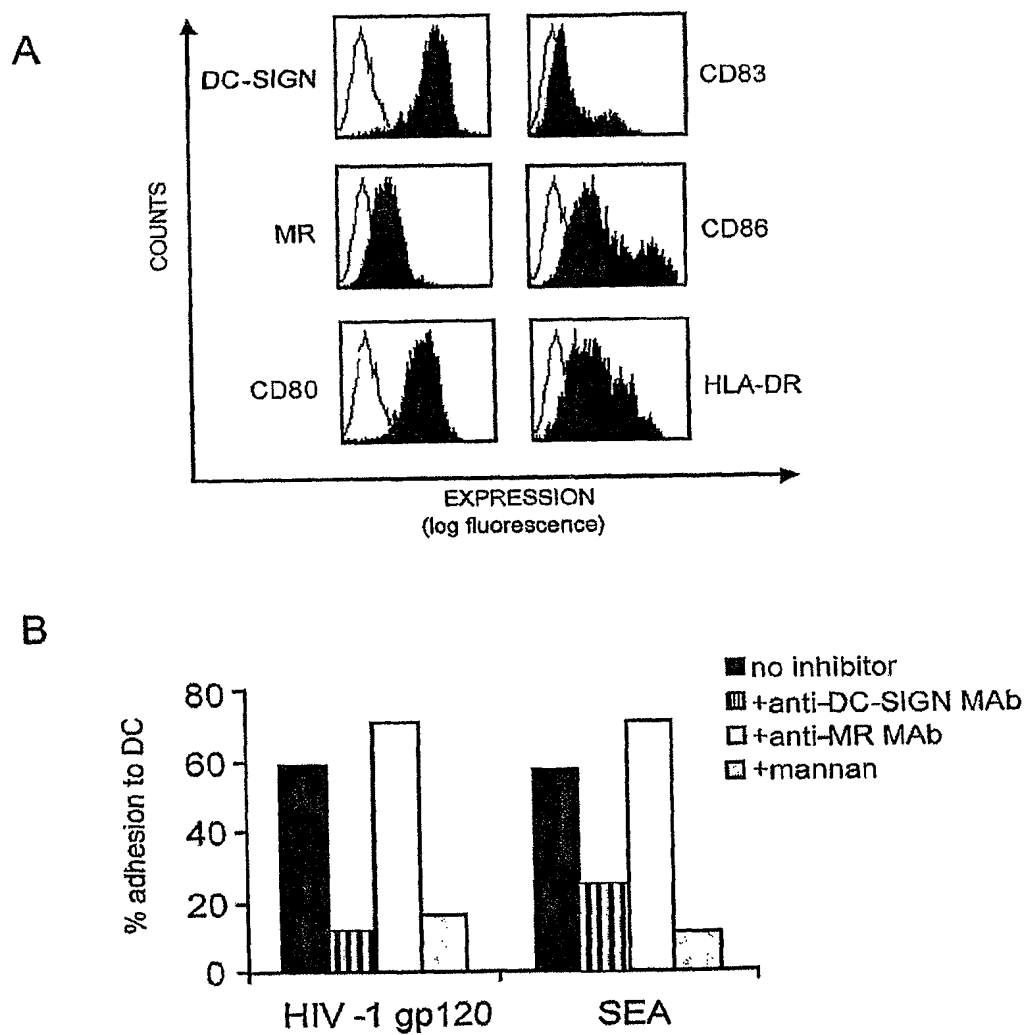 A
COUNTS
DC-SIGN
CD83
MR
CD86
CD80
HLA-DR
EXPRESSION
(log fluorescence)
B
% adhesion to DC
80
60
40
20
0
HIV -1 gp120
SEA
no inhibitor
+anti-DC-SIGN MAb
+anti-MR MAb
+mannan